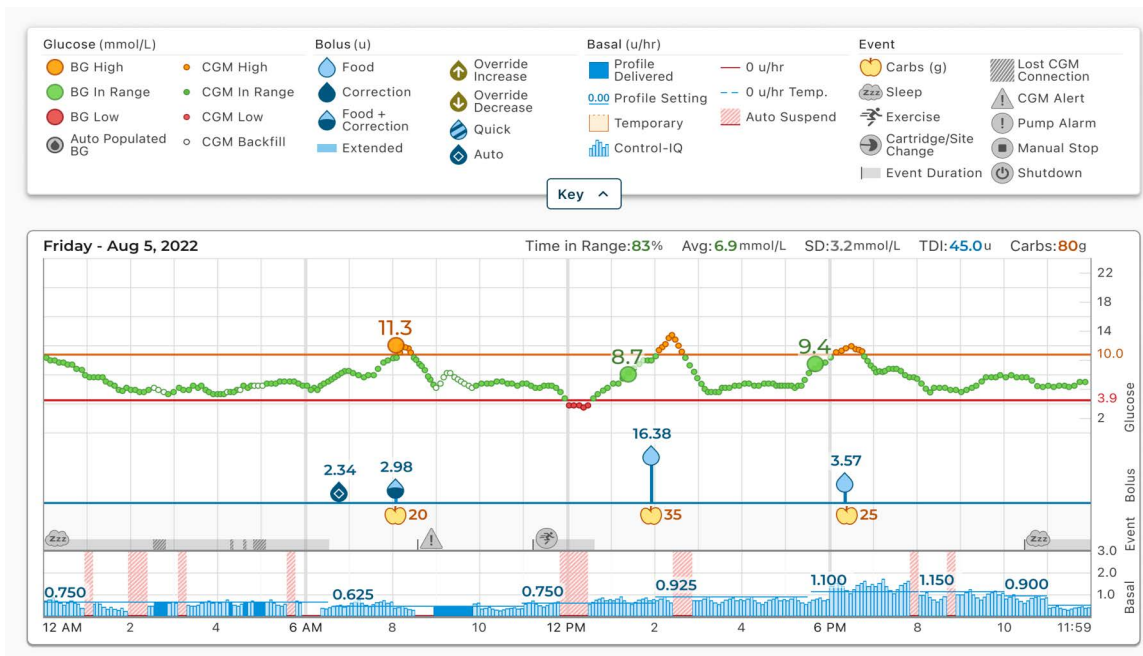 Glucose (mmol/L)
BG High
BG In Range
BG Low
Auto Populated
BG
CGM High
CGM In Range
CGM Low
CGM Backfill
Bolus (u)
Food
Correction
Food +
Correction
Extended
Override
Increase
Override
Decrease
Quick
Auto
Basal (u/hr)
Profile
Delivered
0.00 Profile Setting
Temporary
Control-IQ
0 u/hr
0 u/hr Temp.
Auto Suspend
Event
Carbs (g)
Zzz Sleep
Exercise
Cartridge/Site
Change
Event Duration
Lost CGM
Connection
CGM Alert
Pump Alarm
Manual Stop
Shutdown
Key
Friday - Aug 5, 2022 Time in Range:83% Avg:6.9mmol/L SD:3.2mmol/L TDI:45.0u Carbs:80g
22
18
14
11.3
8.7
9.4
10.0
3.9
2
Glucose
2.34
2.98
16.38
3.57
Bolus
20
35
25
Zzz
Zzz
Event
3.0
2.0
1.0
Basal
0.750
0.625
0.750
0.925
1.100
1.150
0.900
12 AM 2 4 6 AM 8 10 12 PM 2 4 6 PM 8 10 11:59